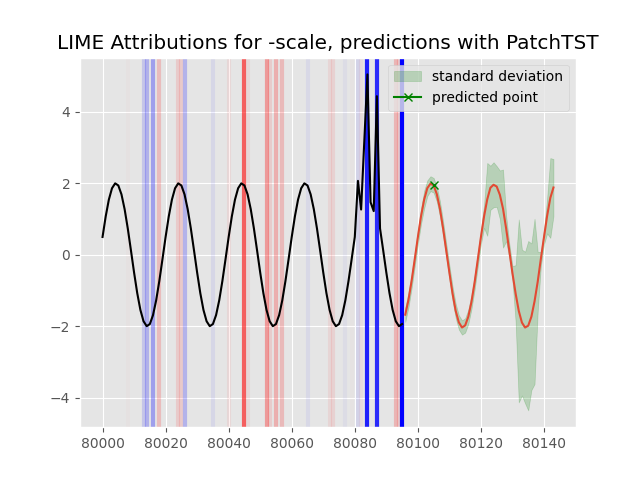 LIME Attributions for -scale, predictions with PatchTST
standard deviation
predicted point
4
2
0
−2
−4
80000 80020 80040 80060 80080 80100 80120 80140